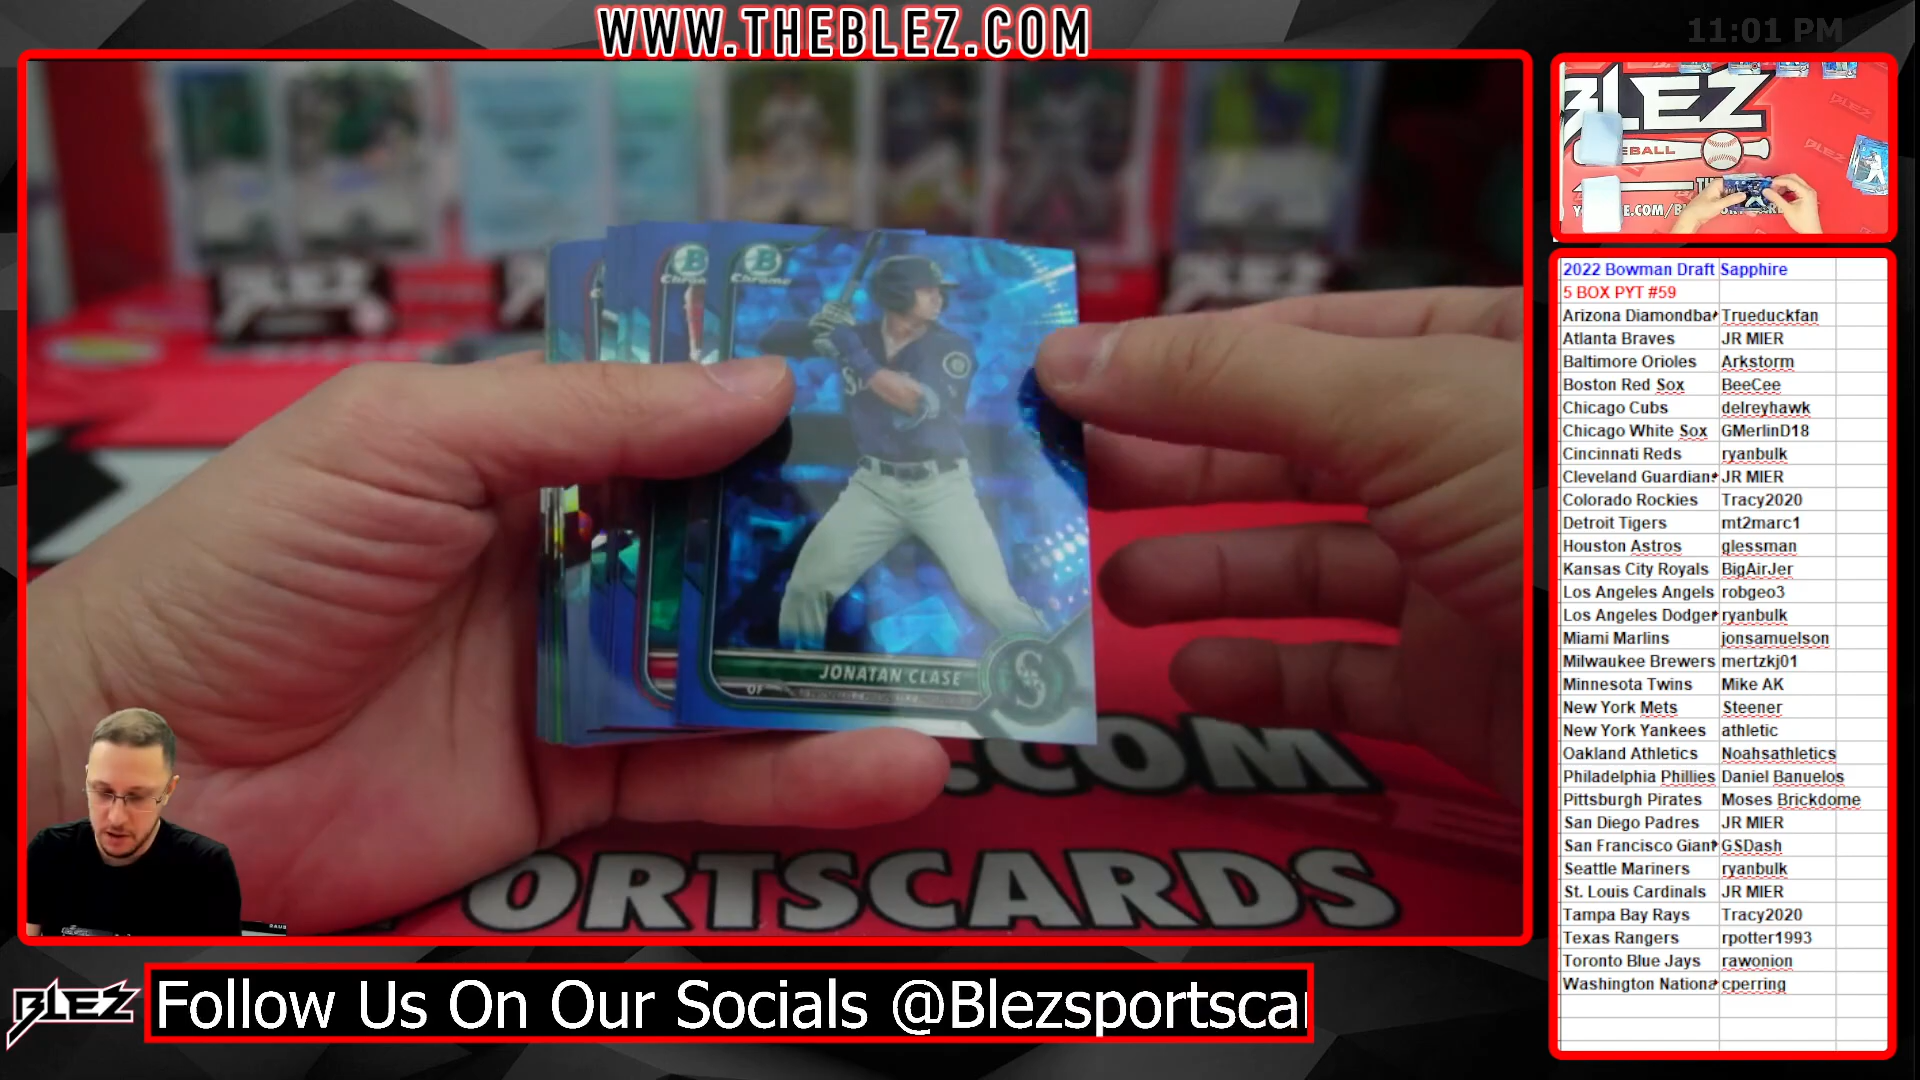 WWW.THEBLEZ.COM
11:01 PM
BLEZ
Chrome
JONATAN CLASE
OF
S
.COM
ORTSCARDS
2022 Bowman Draft Sapphire
5 BOX PYT #59
Arizona Diamondba Trueduckfan
Atlanta Braves JR MIER
Baltimore Orioles Arkstorm
Boston Red Sox BeeCee
Chicago Cubs delreyhawk
Chicago White Sox GMerlinD18
Cincinnati Reds ryanbulk
Cleveland Guardian JR MIER
Colorado Rockies Tracy2020
Detroit Tigers mt2marc1
Houston Astros glessman
Kansas City Royals BigAirJer
Los Angeles Angels robgeo3
Los Angeles Dodger ryanbulk
Miami Marlins jonsamuelson
Milwaukee Brewers mertzkj01
Minnesota Twins Mike AK
New York Mets Steener
New York Yankees athletic
Oakland Athletics Noahsathletics
Philadelphia Phillies Daniel Banuelos
Pittsburgh Pirates Moses Brickdome
San Diego Padres JR MIER
San Francisco Giant GSDash
Seattle Mariners ryanbulk
St. Louis Cardinals JR MIER
Tampa Bay Rays Tracy2020
Texas Rangers rpotter1993
Toronto Blue Jays rawonion
Washington Nationa cperring
BLEZ
Follow Us On Our Socials @Blezsportscar